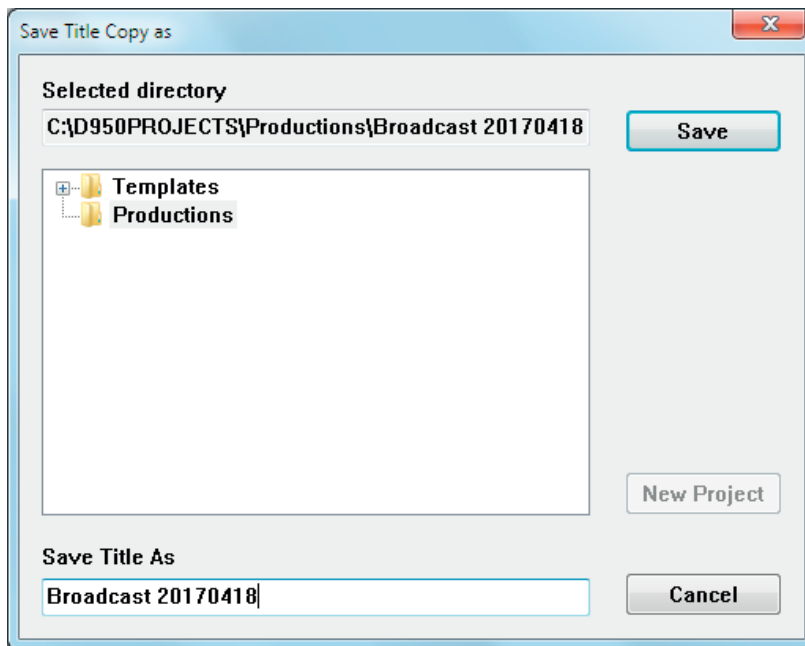 Save Title Copy as
Selected directory
C:\D950PROJECTS\Productions\Broadcast 20170418
Save
Templates
Productions
New Project
Save Title As
Broadcast 20170418
Cancel